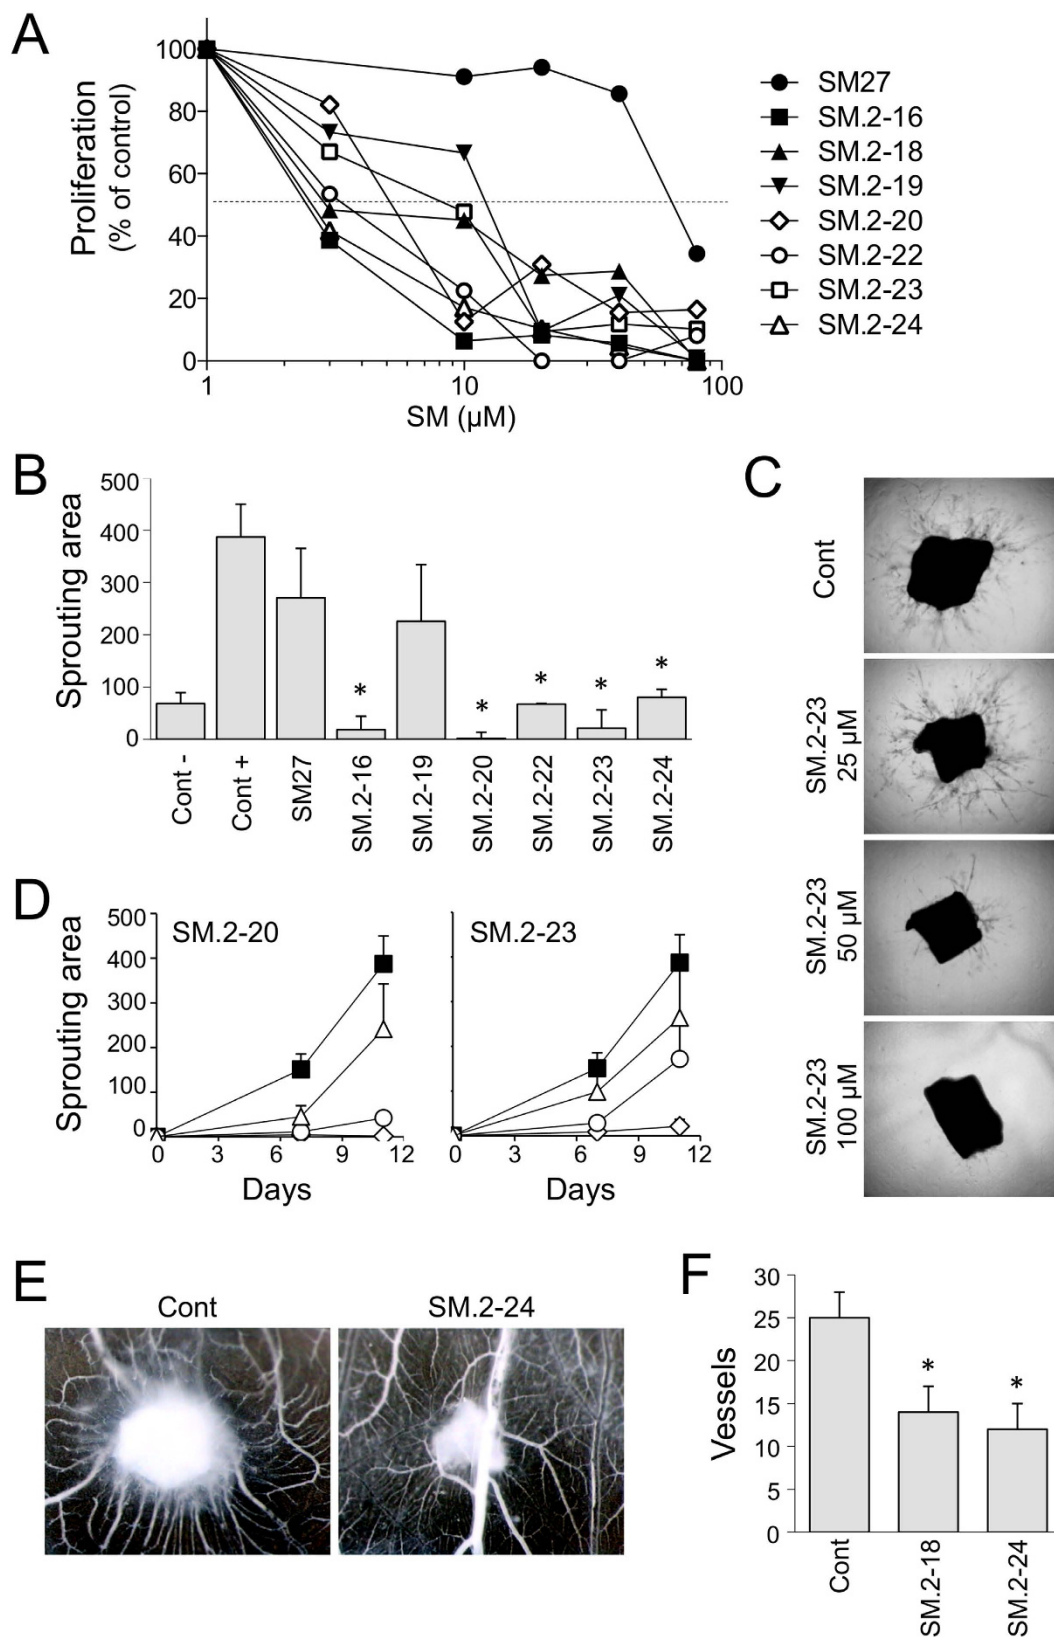 A
Proliferation
(% of control)
100
80
60
40
20
0
1
10
100
SM (µM)
SM27
SM.2-16
SM.2-18
SM.2-19
SM.2-20
SM.2-22
SM.2-23
SM.2-24
B
Sprouting area
500
400
300
200
100
0
*
*
*
*
*
Cont -
Cont +
SM27
SM.2-16
SM.2-19
SM.2-20
SM.2-22
SM.2-23
SM.2-24
C
Cont
SM.2-23
25 µM
SM.2-23
50 µM
SM.2-23
100 µM
D
Sprouting area
500
400
300
200
100
0
SM.2-20
0 3 6 9 12
Days
SM.2-23
0 3 6 9 12
Days
E
Cont
SM.2-24
F
Vessels
30
25
20
15
10
5
0
*
*
Cont
SM.2-18
SM.2-24